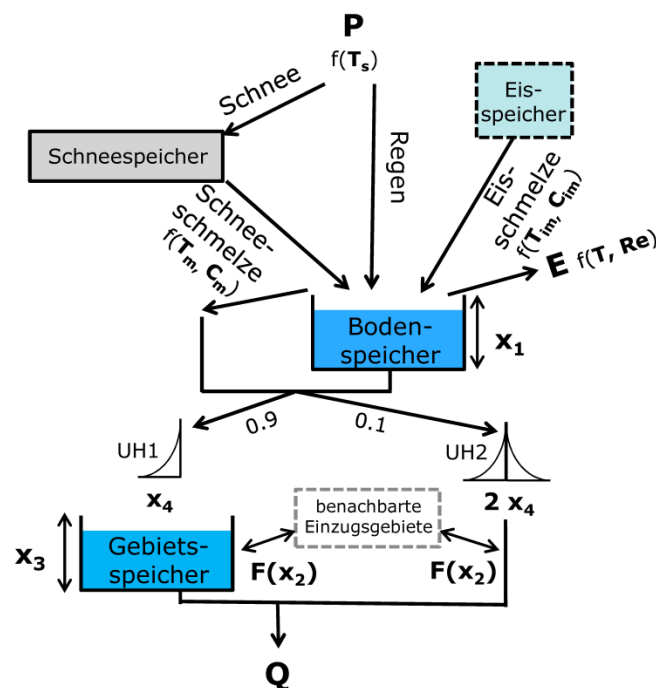 P
f(Ts)
Schnee
Eis-
speicher
Schneespeicher
Regen
Schnee-
schmelze
f(Tm, Cm)
Eis-
schmelze
f(Tim, Cim)
E f(T, Re)
Boden-
speicher
x1
0.9
0.1
UH1
UH2
x4
2 x4
benachbarte
Einzugsgebiete
x3
Gebiets-
speicher
F(x2)
F(x2)
Q